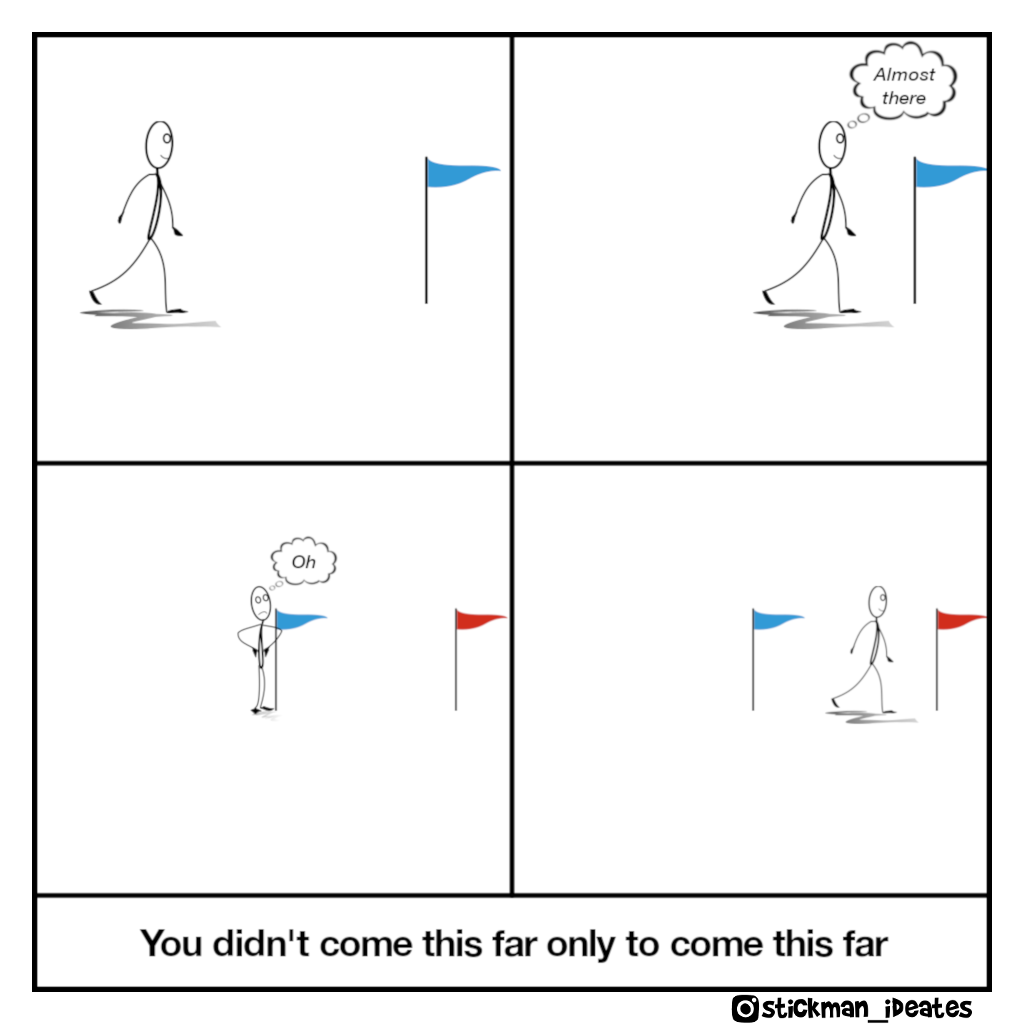 Almost
there
Oh
You didn't come this far only to come this far
stickman_iDeates